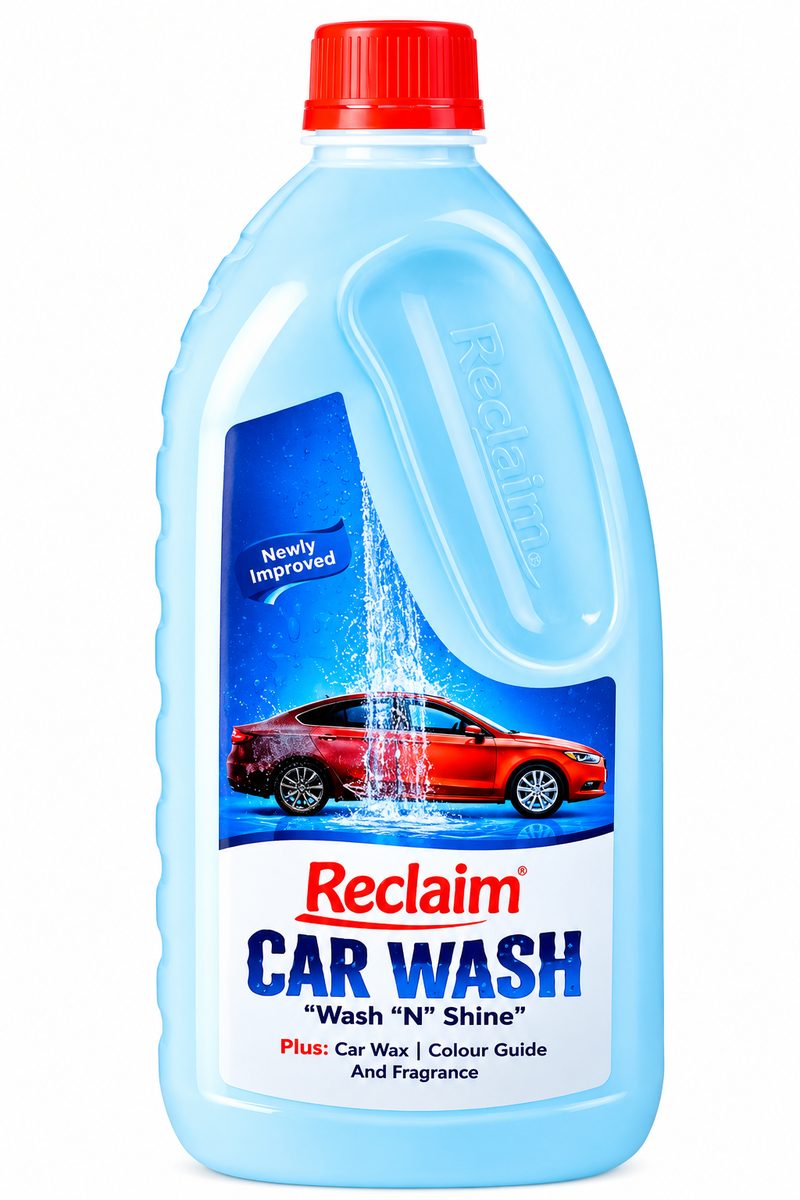 Reclaim®
Newly
Improved
Reclaim®
CAR WASH
“Wash “N” Shine”
Plus: Car Wax | Colour Guide
And Fragrance